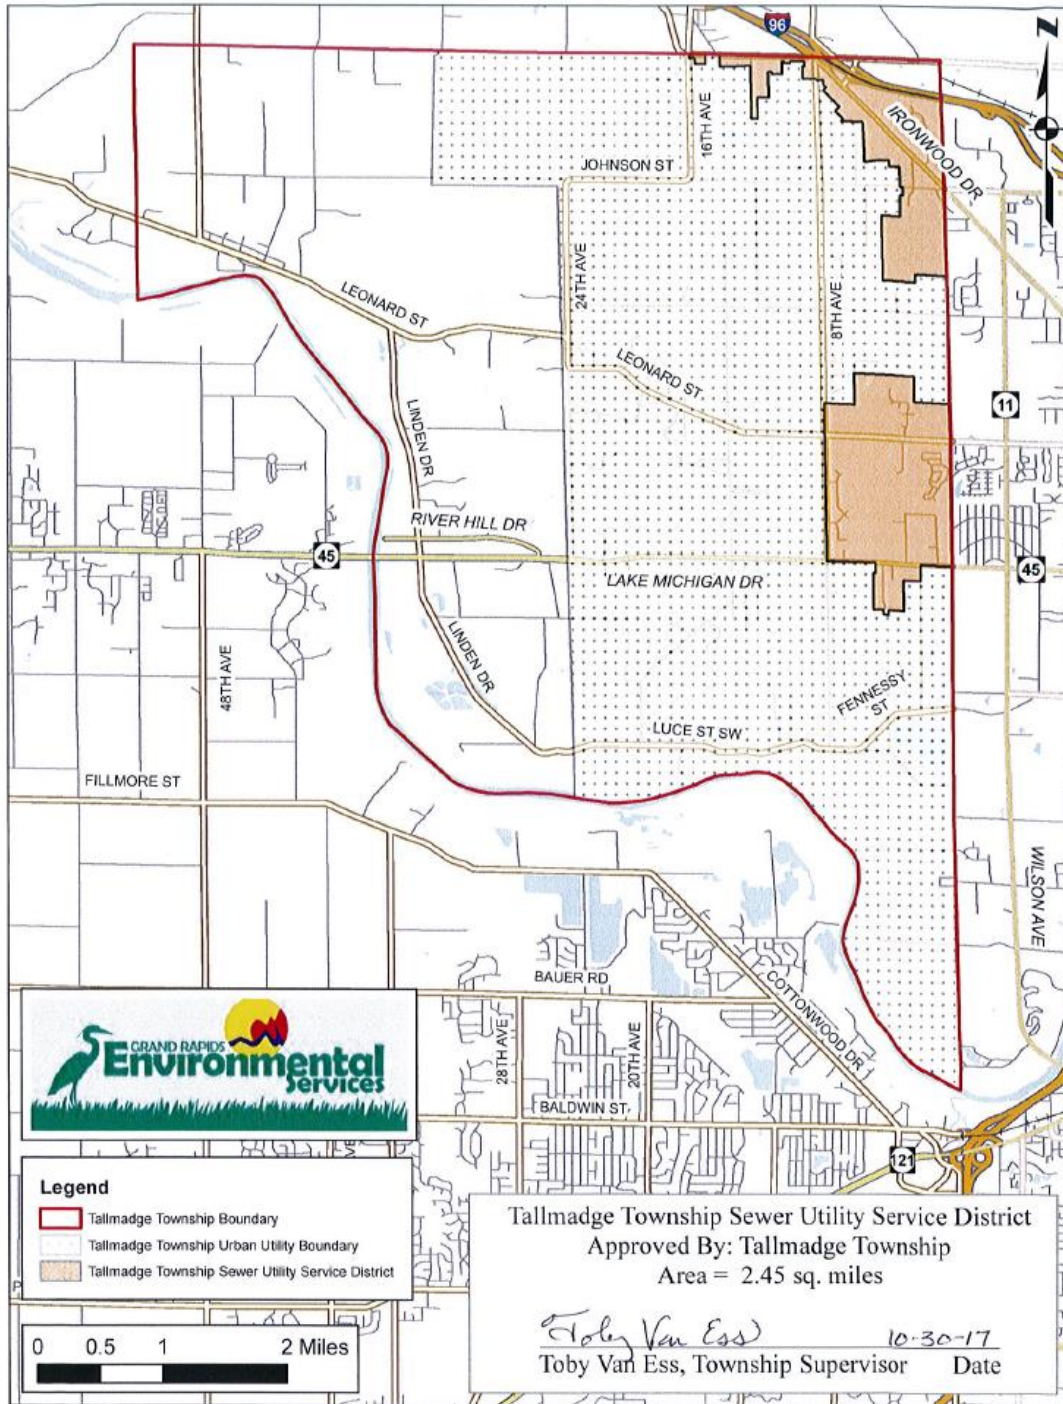 96
Z
16TH AVE
IRONWOOD DR
JOHNSON ST
24TH AVE
8TH AVE
LEONARD ST
LEONARD ST
11
LINDEN DR
RIVER HILL DR
45
LAKE MICHIGAN DR
45
LINDEN DR
48TH AVE
FENNESSY
ST
LUCE ST SW
FILLMORE ST
WILSON AVE
BAUER RD
COTTONWOOD DR
28TH AVE
20TH AVE
BALDWIN ST
121
GRAND RAPIDS
Environmental
Services
Legend
Tallmadge Township Boundary
Tallmadge Township Urban Utility Boundary
Tallmadge Township Sewer Utility Service District
0 0.5 1 2 Miles
Tallmadge Township Sewer Utility Service District
Approved By: Tallmadge Township
Area = 2.45 sq. miles
Toby Van Ess 10-30-17
Toby Van Ess, Township Supervisor Date